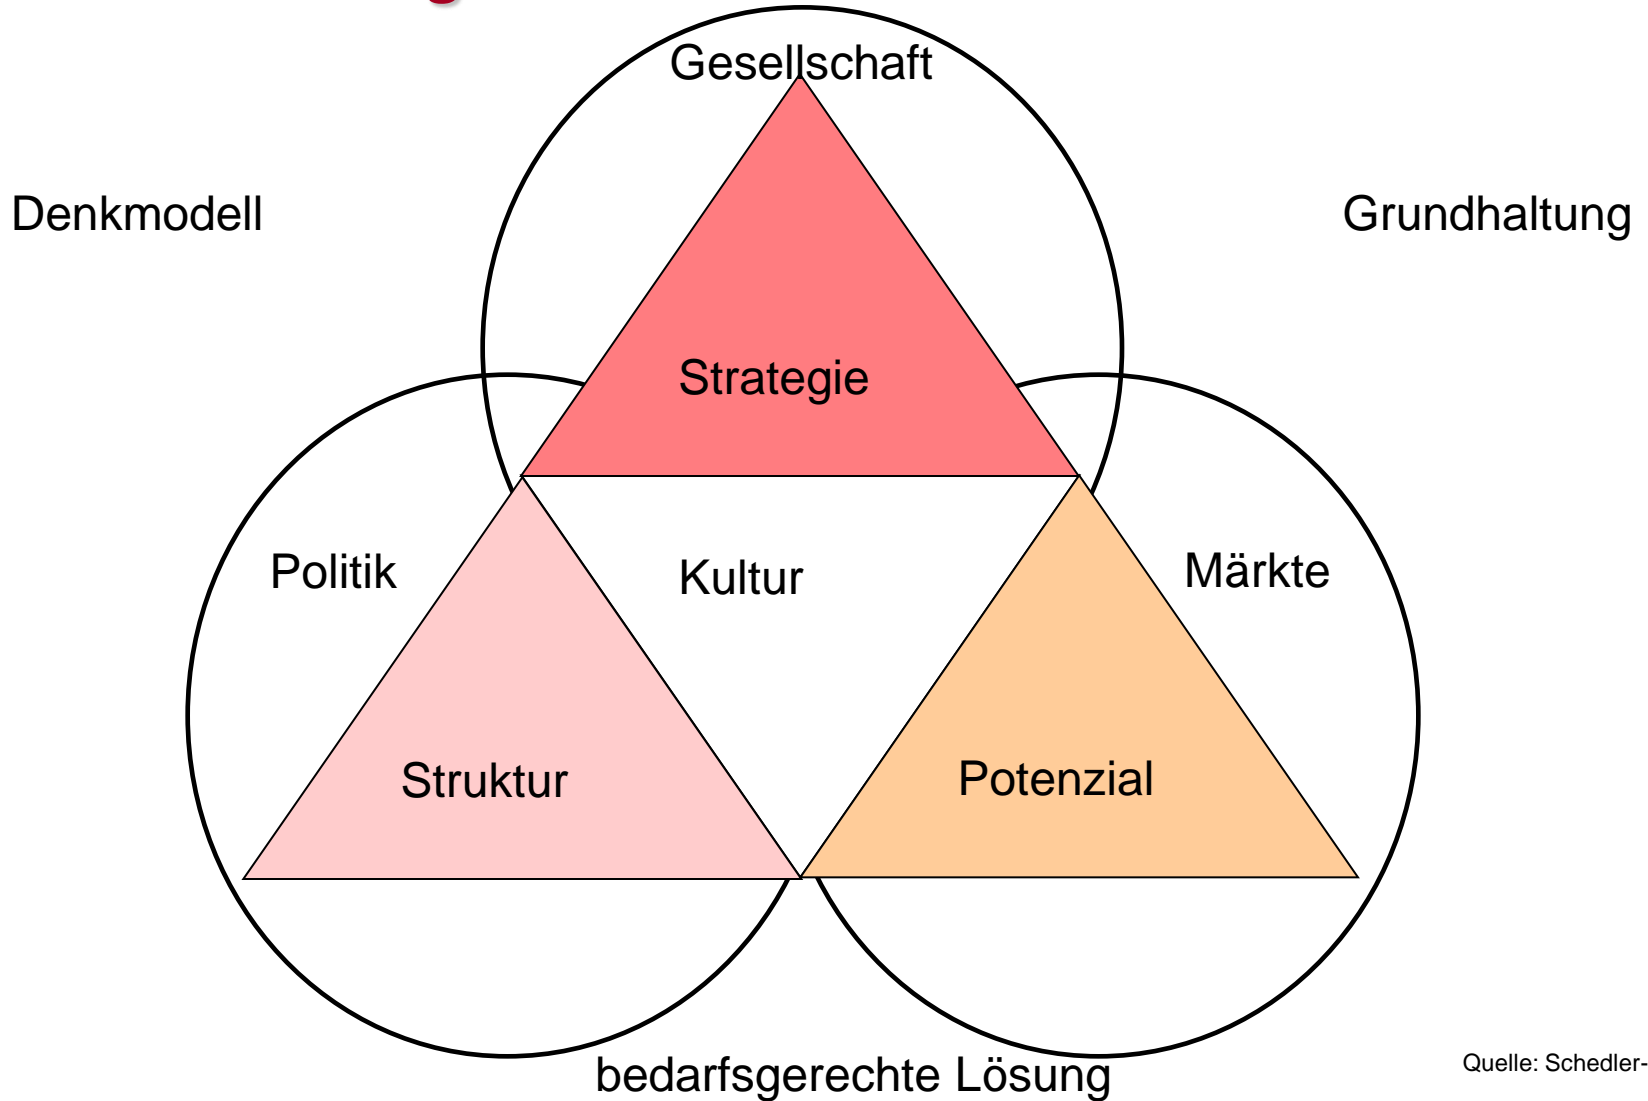 Gesellschaft
Denkmodell
Grundhaltung
Strategie
Politik
Kultur
Märkte
Struktur
Potenzial
bedarfsgerechte Lösung
Quelle: Schedler-